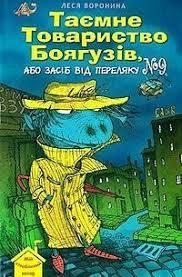 ЛЕСЯ ВОРОНИНА
Таємне
Товариство
Боягузів,
АБО ЗАСІБ ВІД ПЕРЕЛЯКУ №9